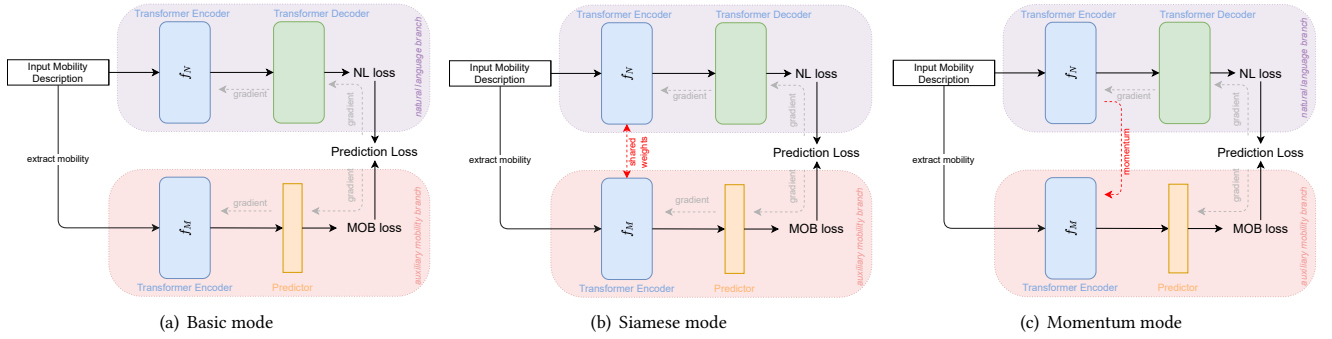 Transformer Encoder
Transformer Decoder
Input Mobility
Description
f_N
NL loss
gradient
gradient
natural language branch
extract mobility
Prediction Loss
gradient
gradient
f_M
MOB loss
auxiliary mobility branch
Transformer Encoder
Predictor
(a) Basic mode
Transformer Encoder
Transformer Decoder
Input Mobility
Description
f_N
NL loss
gradient
gradient
natural language branch
extract mobility
shared
weights
Prediction Loss
gradient
gradient
f_M
MOB loss
auxiliary mobility branch
Transformer Encoder
Predictor
(b) Siamese mode
Transformer Encoder
Transformer Decoder
Input Mobility
Description
f_N
NL loss
gradient
gradient
natural language branch
extract mobility
momentum
Prediction Loss
gradient
f_M
MOB loss
auxiliary mobility branch
Transformer Encoder
Predictor
(c) Momentum mode